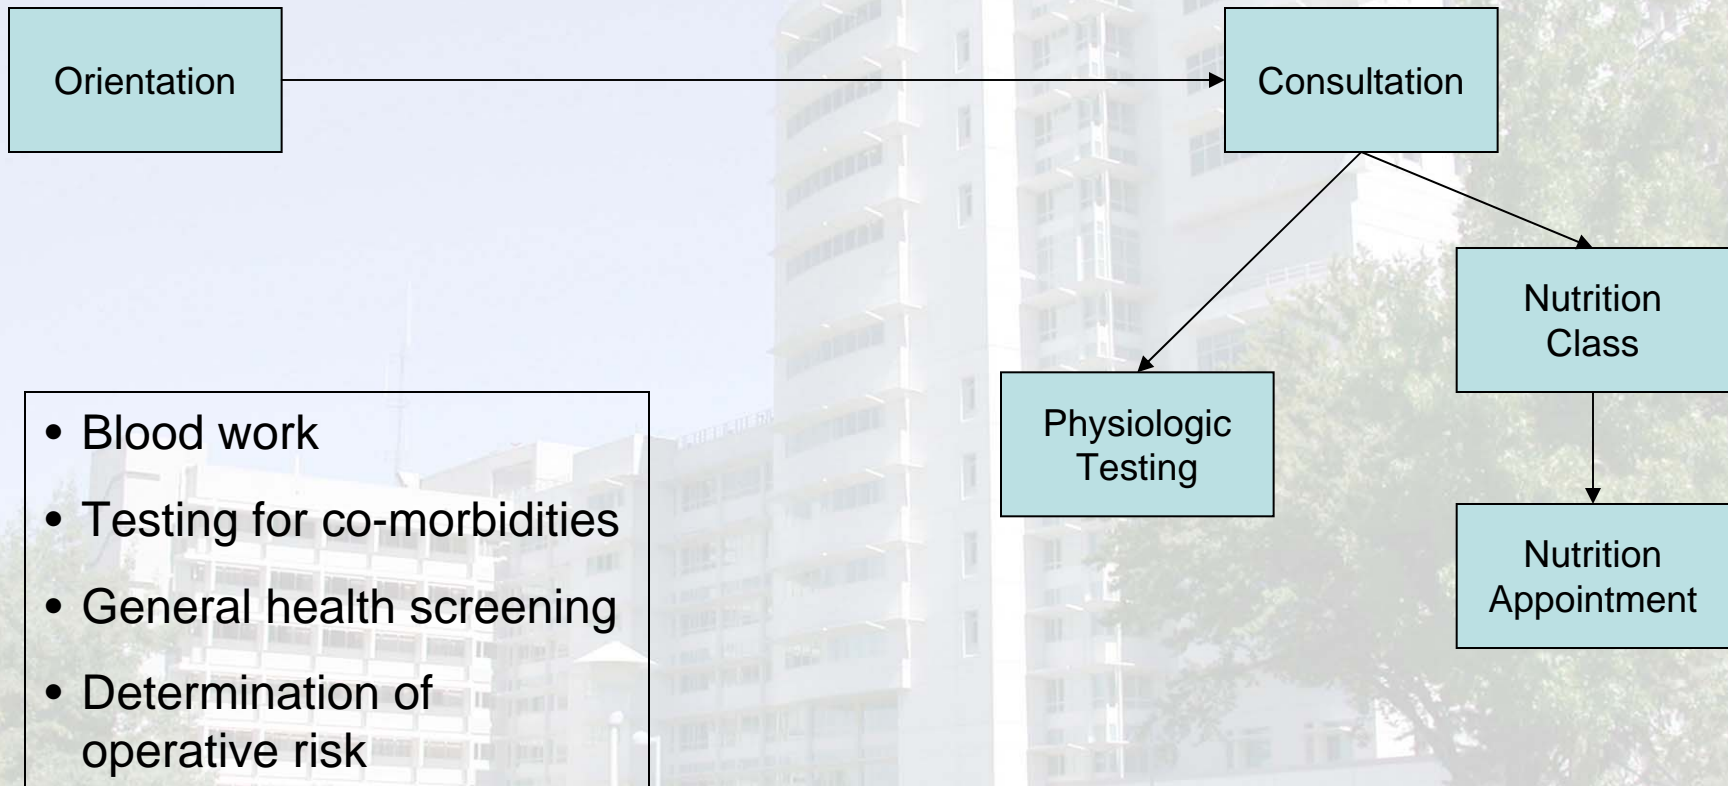 Orientation
Consultation
Nutrition
Class
Physiologic
Testing
Nutrition
Appointment
• Blood work
• Testing for co-morbidities
• General health screening
• Determination of
operative risk